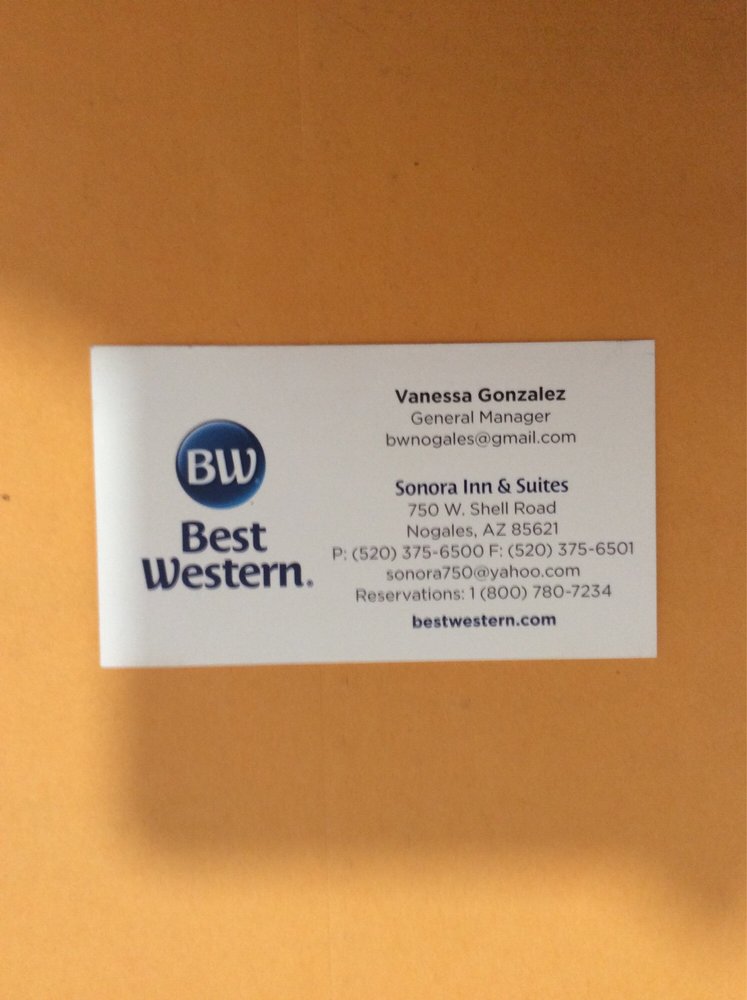 BW
Best
Western.
Vanessa Gonzalez
General Manager
bwnogales@gmail.com
Sonora Inn & Suites
750 W. Shell Road
Nogales, AZ 85621
P: (520) 375-6500 F: (520) 375-6501
sonora750@yahoo.com
Reservations: 1 (800) 780-7234
bestwestern.com